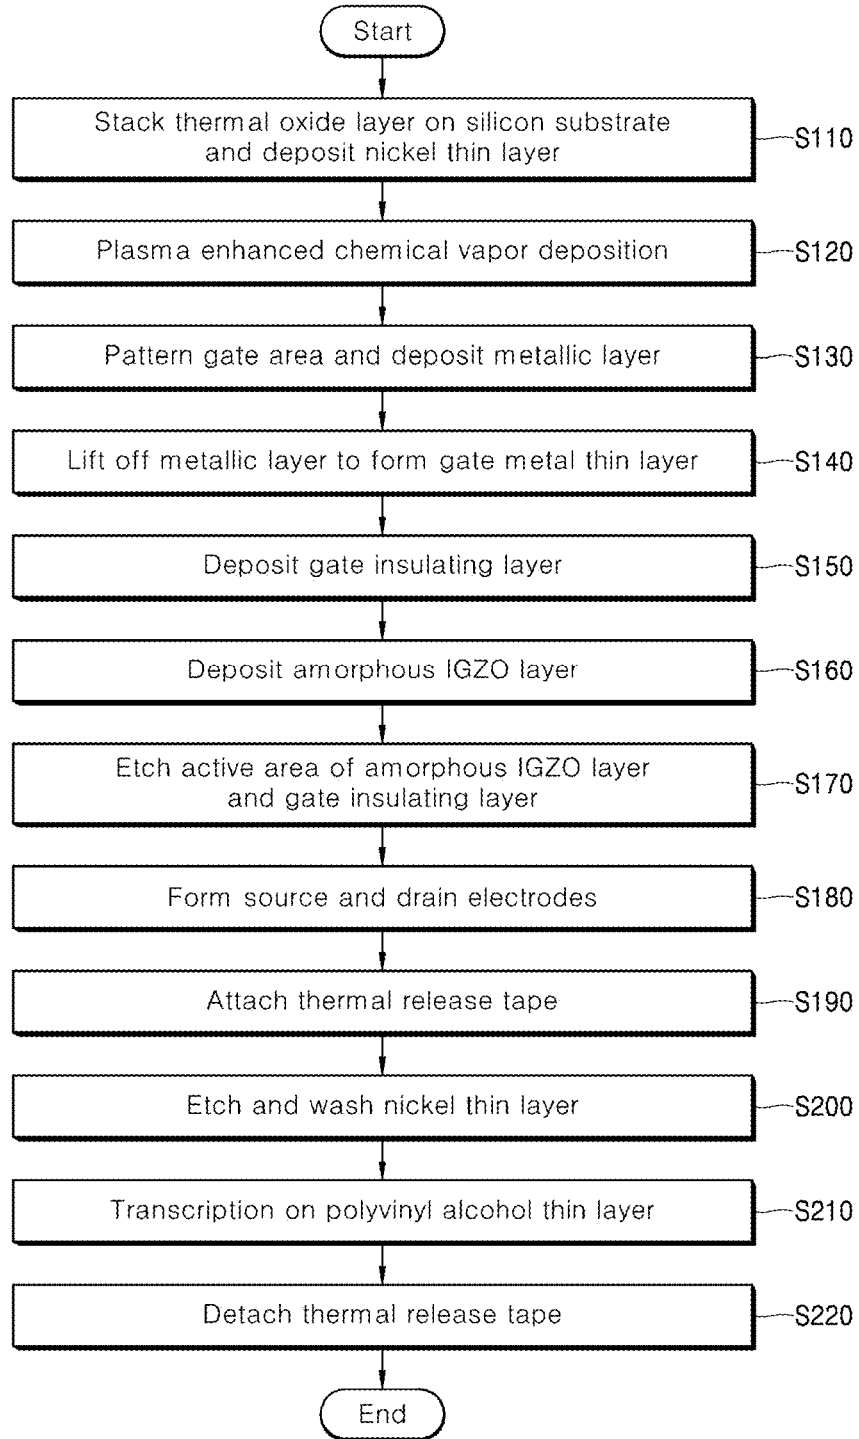 Start
Stack thermal oxide layer on silicon substrate
and deposit nickel thin layer
S110
Plasma enhanced chemical vapor deposition
S120
Pattern gate area and deposit metallic layer
S130
Lift off metallic layer to form gate metal thin layer
S140
Deposit gate insulating layer
S150
Deposit amorphous IGZO layer
S160
Etch active area of amorphous IGZO layer
and gate insulating layer
S170
Form source and drain electrodes
S180
Attach thermal release tape
S190
Etch and wash nickel thin layer
S200
Transcription on polyvinyl alcohol thin layer
S210
Detach thermal release tape
S220
End